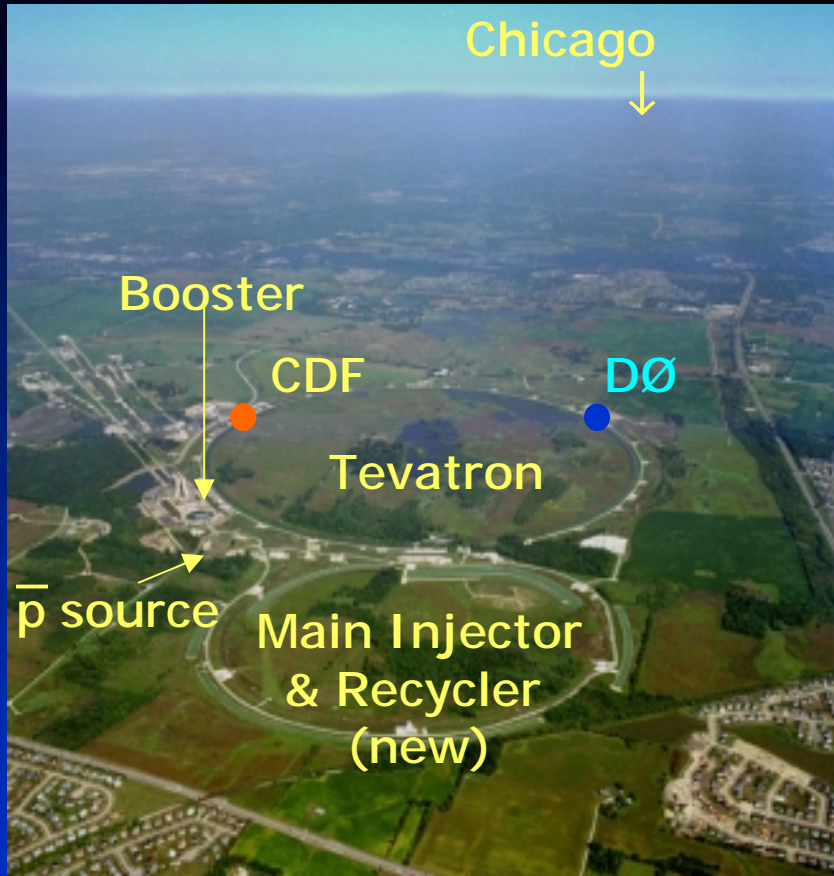 Chicago
Booster
CDF
DØ
Tevatron
p̅ source
Main Injector
& Recycler
(new)